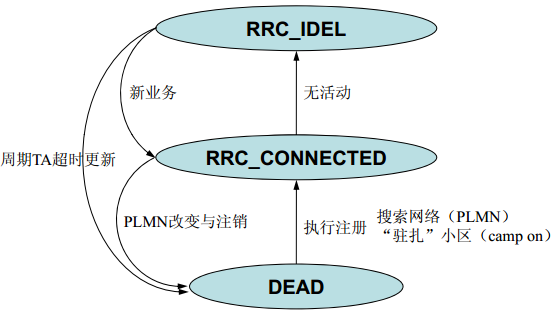 RRC_IDEL
新业务
无活动
周期TA超时更新
RRC_CONNECTED
PLMN改变与注销
执行注册
搜索网络（PLMN）
“驻扎”小区（camp on）
DEAD